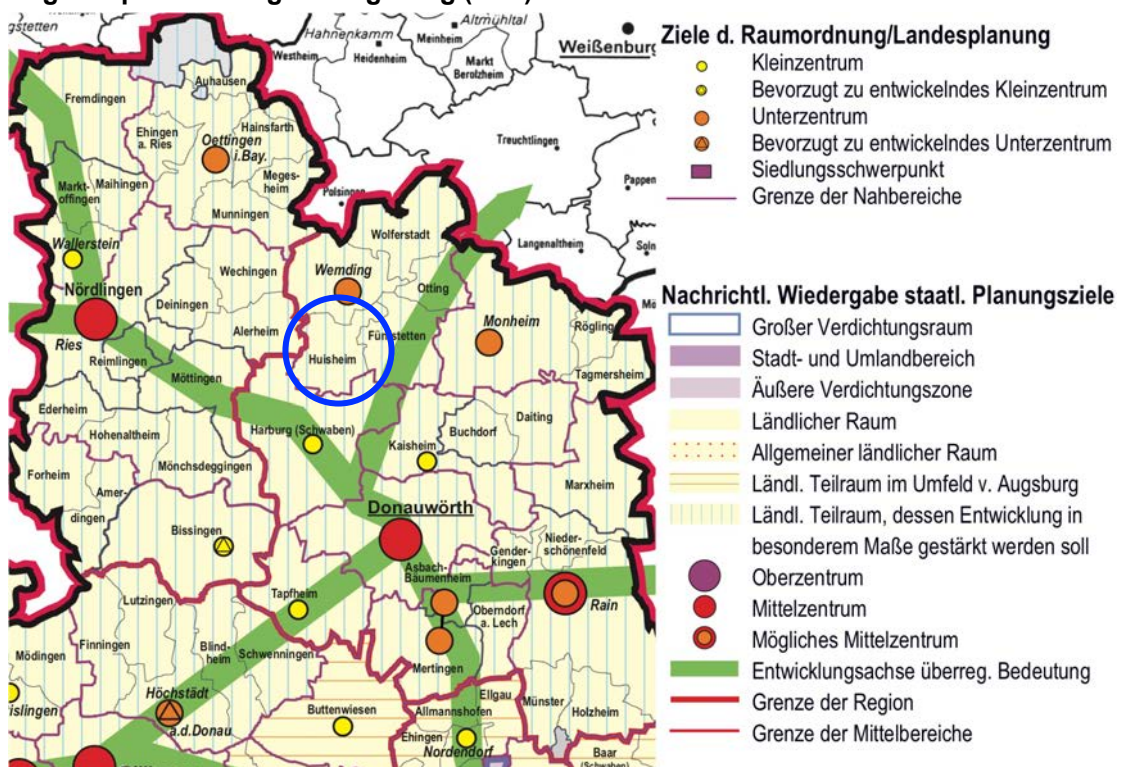 Altmühltal
Hahnenkamm
Meinheim
Weißenburg
Westheim
Heidenheim
Markt
Berolzheim
Auhausen
Fremdingen
Ehingen
a. Ries
Oettingen
i.Bay.
Hainsfarth
Treuchtlingen
Markt-
offingen
Maihingen
Meges-
heim
Polsingen
Pappen
Munningen
Wolferstadt
Langenaltheim
Soln
Wallerstein
Wechingen
Wemding
Otting
Nördlingen
Deiningen
Monheim
Rögling
Alerheim
Fünfstetten
Ries
Reimlingen
Huisheim
Tagmersheim
Möttingen
Ederheim
Hohenaltheim
Harburg (Schwaben)
Kaisheim
Buchdorf
Daiting
Forheim
Mönchsdeggingen
Amer-
dingen
Marxheim
Bissingen
Donauwörth
Gender-
kingen
Nieder-
schönenfeld
Asbach-
Bäumenheim
Lutzingen
Tapfheim
Oberndorf
a. Lech
Rain
Finningen
Blind-
heim
Schwenningen
Mödingen
Mertingen
Höchstädt
a.d.Donau
islingen
Buttenwiesen
Allmannshofen
Ellgau
Münster
Holzheim
Ehingen
Nordendorf
Baar
(Schwaben)
Ziele d. Raumordnung/Landesplanung
Kleinzentrum
Bevorzugt zu entwickelndes Kleinzentrum
Unterzentrum
Bevorzugt zu entwickelndes Unterzentrum
Siedlungsschwerpunkt
Grenze der Nahbereiche
Nachrichtl. Wiedergabe staatl. Planungsziele
Großer Verdichtungsraum
Stadt- und Umlandbereich
Äußere Verdichtungszone
Ländlicher Raum
Allgemeiner ländlicher Raum
Ländl. Teilraum im Umfeld v. Augsburg
Ländl. Teilraum, dessen Entwicklung in
besonderem Maße gestärkt werden soll
Oberzentrum
Mittelzentrum
Mögliches Mittelzentrum
Entwicklungsachse überreg. Bedeutung
Grenze der Region
Grenze der Mittelbereiche